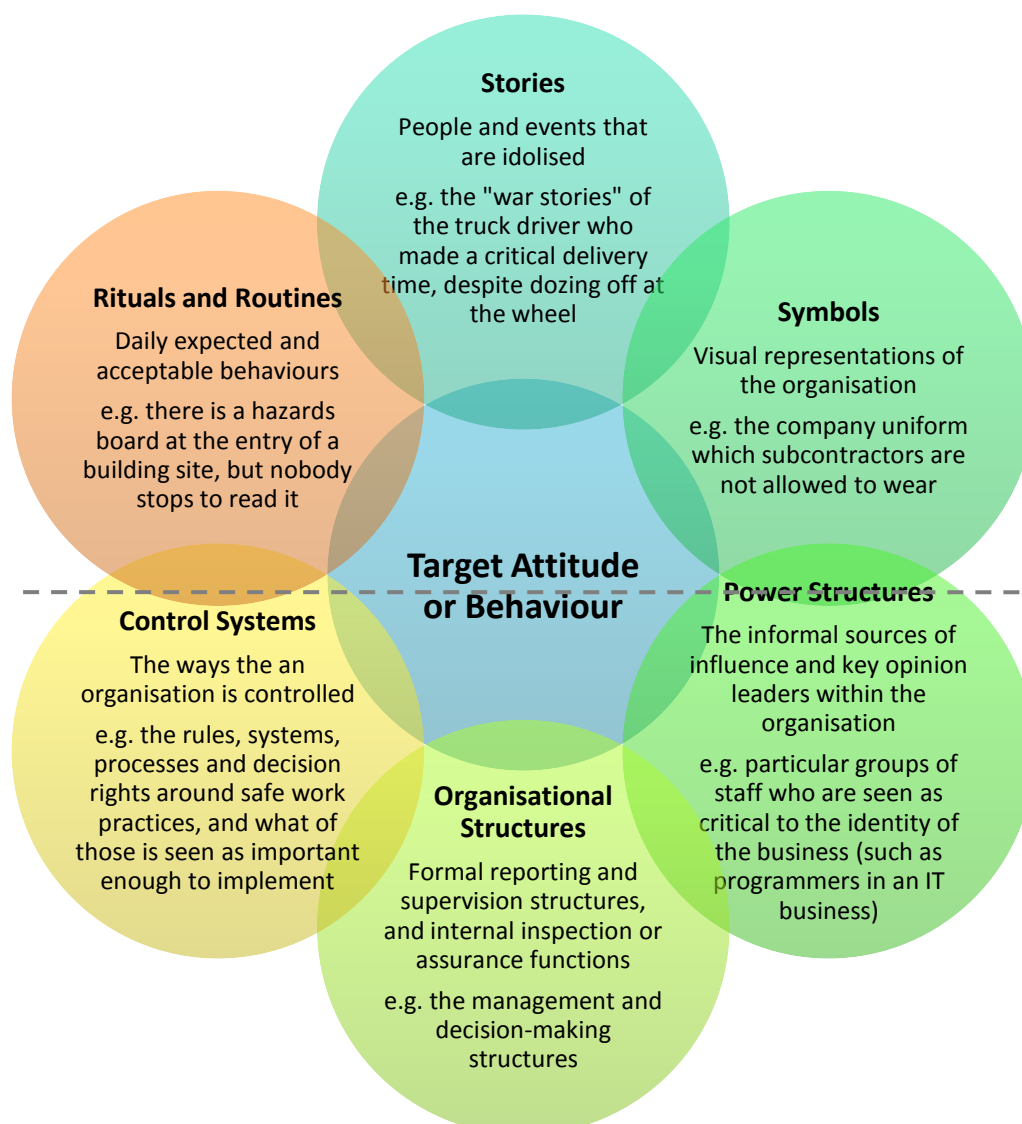 Stories
People and events that
are idolised
e.g. the "war stories" of
the truck driver who
made a critical delivery
time, despite dozing off at
the wheel
Rituals and Routines
Daily expected and
acceptable behaviours
e.g. there is a hazards
board at the entry of a
building site, but nobody
stops to read it
Symbols
Visual representations of
the organisation
e.g. the company uniform
which subcontractors are
not allowed to wear
Target Attitude
or Behaviour
Control Systems
The ways the an
organisation is controlled
e.g. the rules, systems,
processes and decision
rights around safe work
practices, and what of
those is seen as important
enough to implement
Power Structures
The informal sources of
influence and key opinion
leaders within the
organisation
e.g. particular groups of
staff who are seen as
critical to the identity of
the business (such as
programmers in an IT
business)
Organisational
Structures
Formal reporting and
supervision structures,
and internal inspection or
assurance functions
e.g. the management and
decision-making
structures